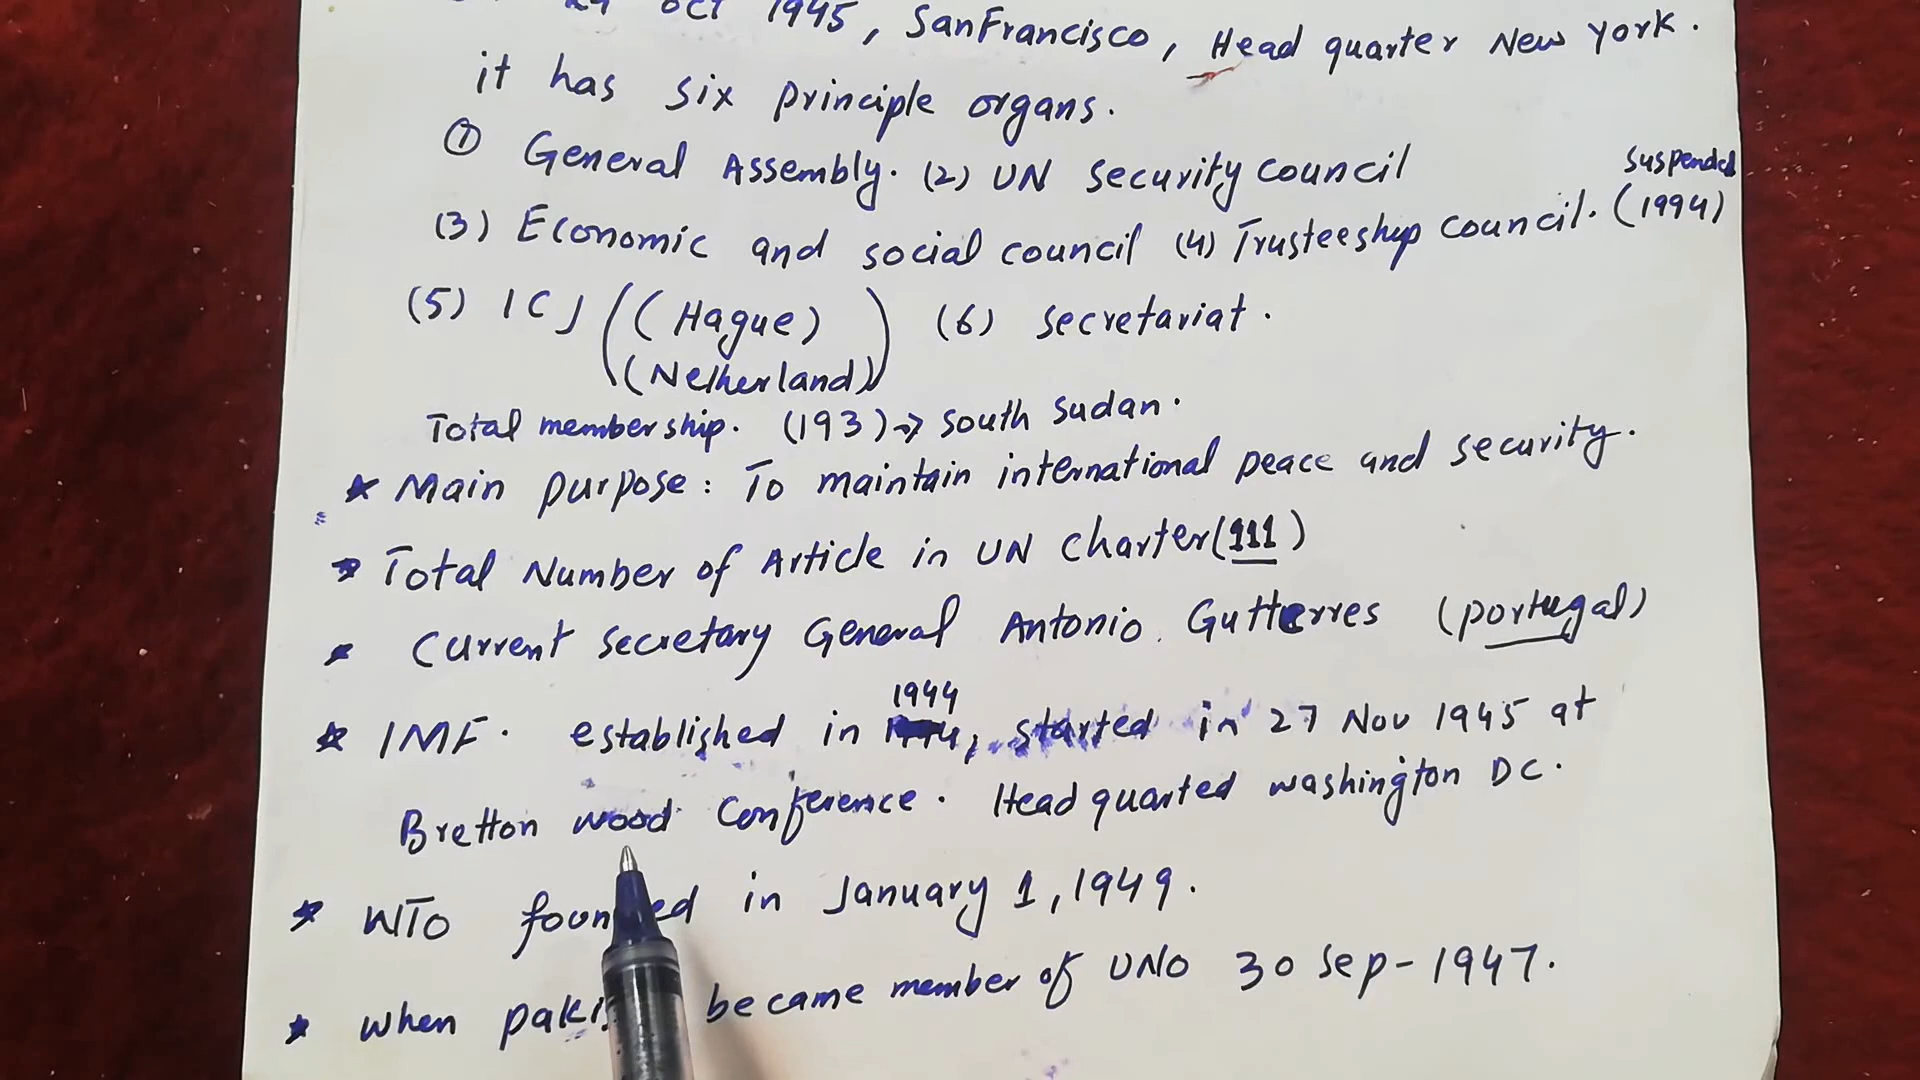 24 oct 1945, SanFrancisco, Head quarter New York.
it has six principle organs.
① General Assembly. (2) UN Security council
suspended
(3) Economic and social council (4) Trusteeship council. (1994)
(5) ICJ ((Hague) (6) secretariat.
(Netherland))
Total membership. (193)→ south sudan.
★ Main purpose: To maintain international peace and security.
★ Total Number of Article in UN charter(111)
★ current secretary General Antonio. Gutterres (portugal)
1944
★ IMF. established in , started in 27 Nov 1945 at
Bretton wood Conference. Head quarted washington DC.
★ WTO founded in January 1, 1949.
★ when became member of UNO 30 sep-1947.